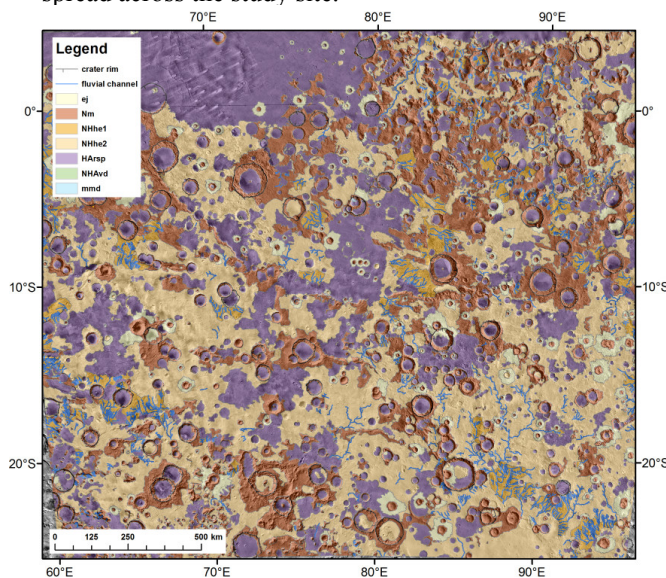 spread across the study site.
70°E 80°E 90°E
Legend
crater rim
fluvial channel
ej
Nm
NHhe1
NHhe2
HArsp
NHAvd
mmd
0° 0°
10°S 10°S
20°S 20°S
0 125 250 500 km
60°E 70°E 80°E 90°E